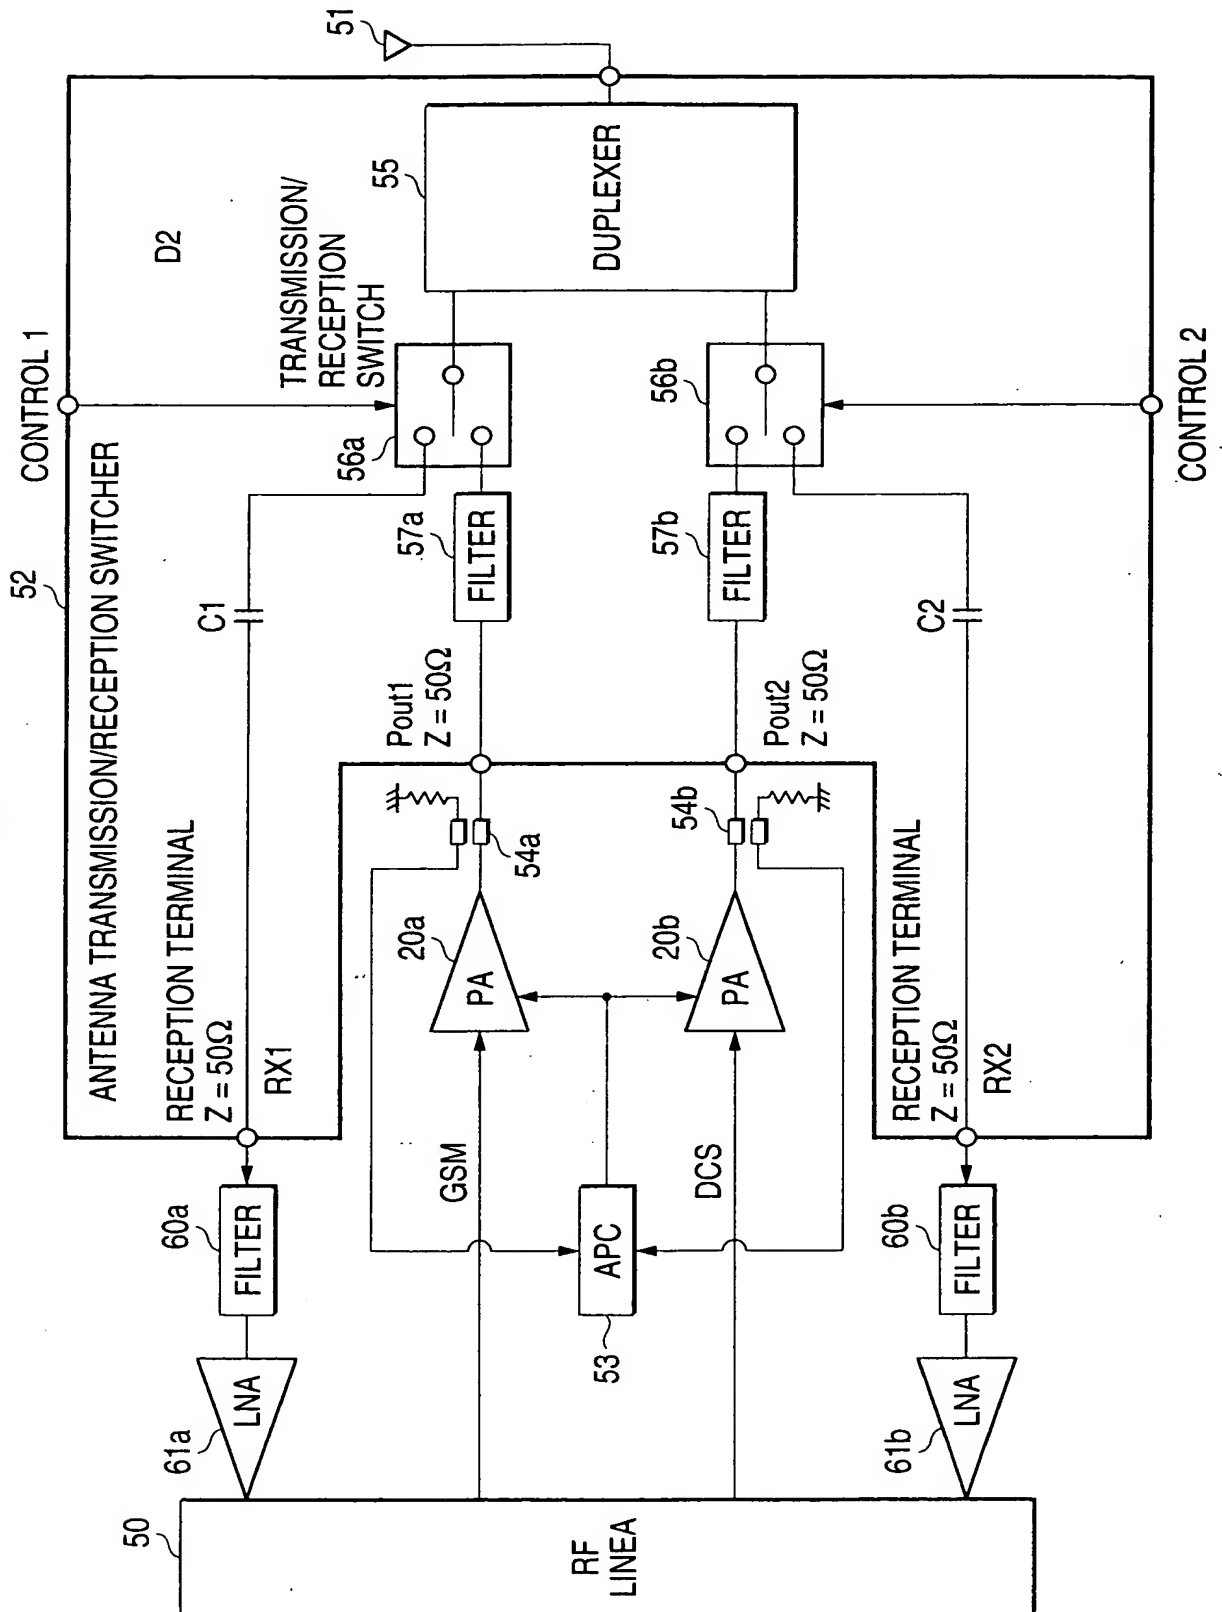 CONTROL 1
52
ANTENNA TRANSMISSION/RECEPTION SWITCHER
D2
51
TRANSMISSION/
RECEPTION
SWITCH
C1
56a
55
DUPLEXER
57a
FILTER
RECEPTION TERMINAL
Z = 50Ω
RX1
Pout1
Z = 50Ω
60a
FILTER
61a
LNA
50
RF
LINEA
GSM
20a
PA
54a
53
APC
DCS
20b
PA
54b
Pout2
Z = 50Ω
57b
FILTER
56b
RECEPTION TERMINAL
Z = 50Ω
RX2
C2
60b
FILTER
61b
LNA
CONTROL 2